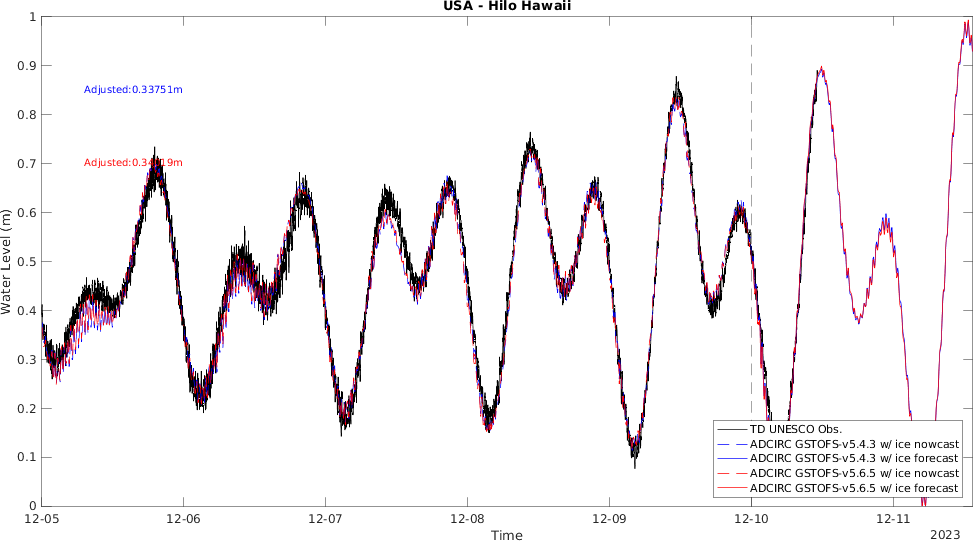 USA - Hilo Hawaii
1
0.9
Adjusted:0.33751m
0.8
0.7
0.6
0.5
0.4
0.3
0.2
0.1
0
Water Level (m)
TD UNESCO Obs.
ADCIRC GSTOFS-v5.4.3 w/ ice nowcast
ADCIRC GSTOFS-v5.4.3 w/ ice forecast
ADCIRC GSTOFS-v5.6.5 w/ ice nowcast
ADCIRC GSTOFS-v5.6.5 w/ ice forecast
12-05 12-06 12-07 12-08 12-09 12-10 12-11
Time
2023